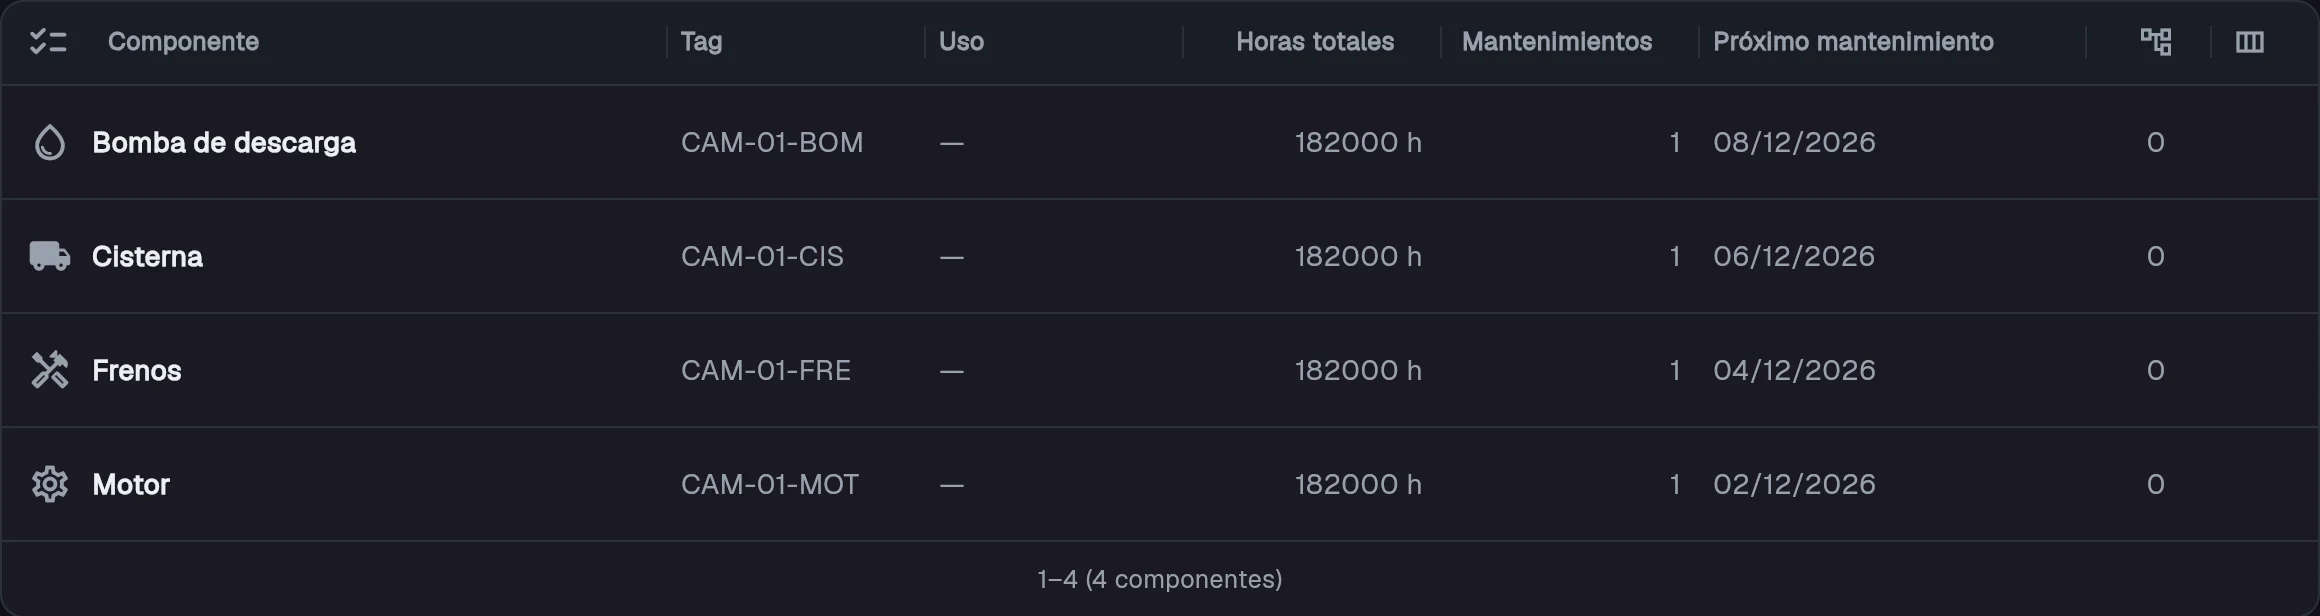 Componente Tag Uso Horas totales Mantenimientos Próximo mantenimiento
Bomba de descarga CAM-01-BOM — 182000 h 1 08/12/2026 0
Cisterna CAM-01-CIS — 182000 h 1 06/12/2026 0
Frenos CAM-01-FRE — 182000 h 1 04/12/2026 0
Motor CAM-01-MOT — 182000 h 1 02/12/2026 0
1–4 (4 componentes)